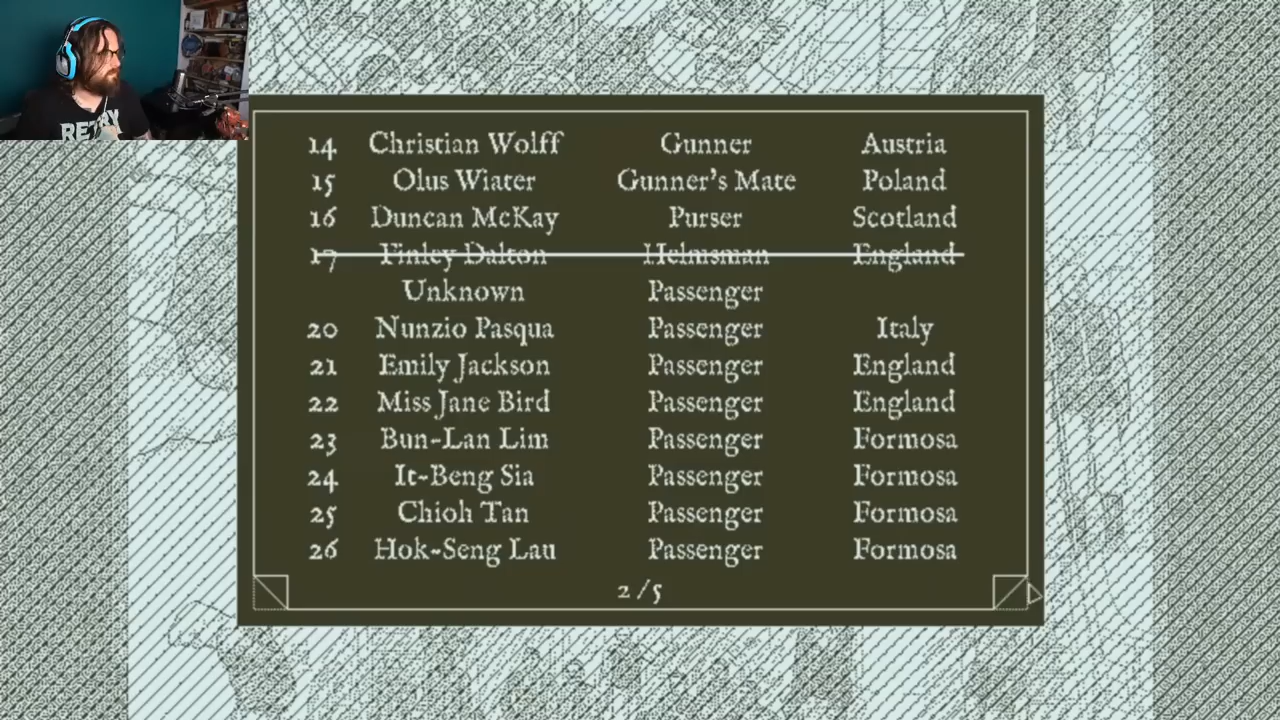 RETRY
14 Christian Wolff Gunner Austria
15 Olus Wiater Gunner's Mate Poland
16 Duncan McKay Purser Scotland
17 Finley Dalton Helmsman England
Unknown Passenger
20 Nunzio Pasqua Passenger Italy
21 Emily Jackson Passenger England
22 Miss Jane Bird Passenger England
23 Bun-Lan Lim Passenger Formosa
24 It-Beng Sia Passenger Formosa
25 Chioh Tan Passenger Formosa
26 Hok-Seng Lau Passenger Formosa
2/5